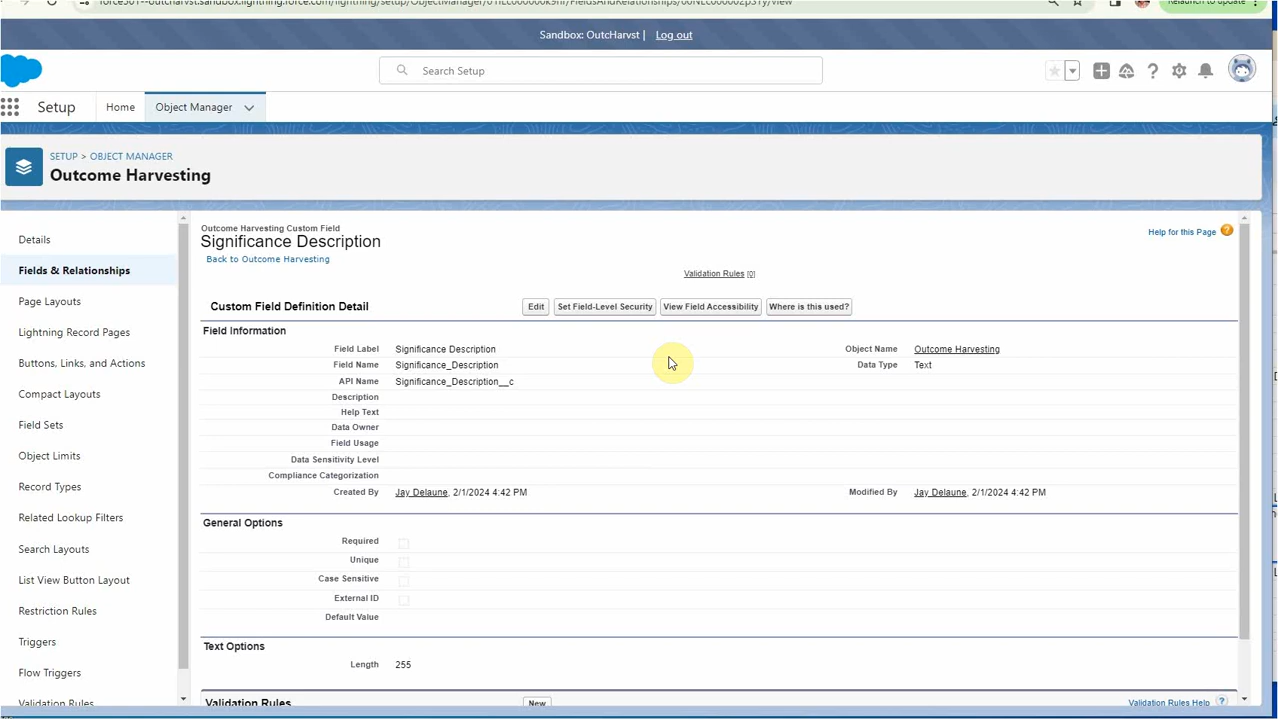 Sandbox: OutcHarvst | Log out
Search Setup
Setup Home Object Manager
SETUP > OBJECT MANAGER
Outcome Harvesting
Details
Fields & Relationships
Page Layouts
Lightning Record Pages
Buttons, Links, and Actions
Compact Layouts
Field Sets
Object Limits
Record Types
Related Lookup Filters
Search Layouts
List View Button Layout
Restriction Rules
Triggers
Flow Triggers
Validation Rules
Outcome Harvesting Custom Field
Significance Description
Help for this Page
Back to Outcome Harvesting
Validation Rules [0]
Custom Field Definition Detail Edit Set Field-Level Security View Field Accessibility Where is this used?
Field Information
Field Label Significance Description Object Name Outcome Harvesting
Field Name Significance_Description Data Type Text
API Name Significance_Description__c
Description
Help Text
Data Owner
Field Usage
Data Sensitivity Level
Compliance Categorization
Created By Jay Delaune, 2/1/2024 4:42 PM Modified By Jay Delaune, 2/1/2024 4:42 PM
General Options
Required
Unique
Case Sensitive
External ID
Default Value
Text Options
Length 255
Validation Rules New Validation Rules Help